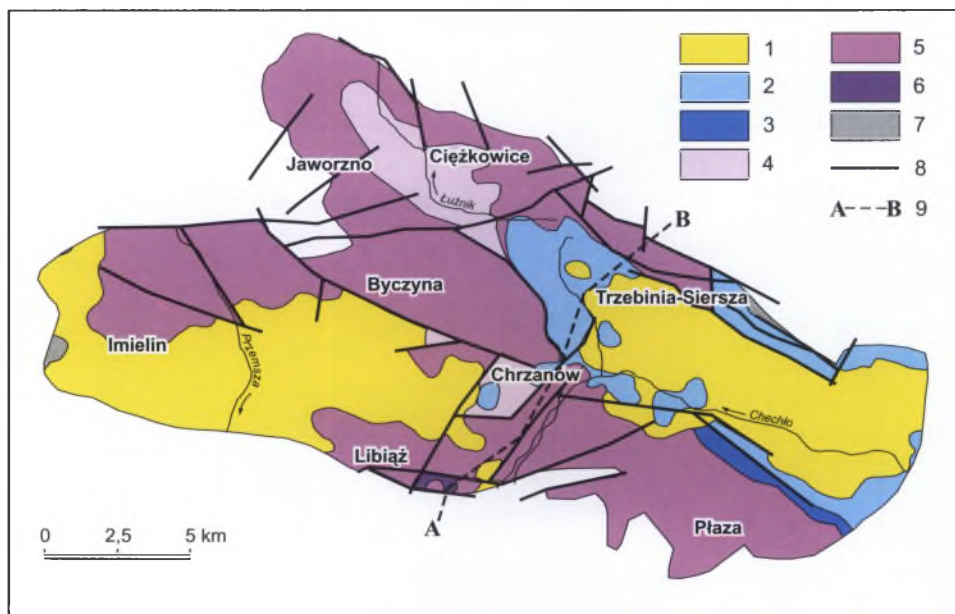 1
2
3
4
5
6
7
8
A B 9
Jaworzno
Ciężkowice
Łużnik
B
Byczyna
Trzebinia-Siersza
Imielin
Przemsza
Chrzanów
Chechło
Libiąż
Płaza
A
0 2,5 5 km